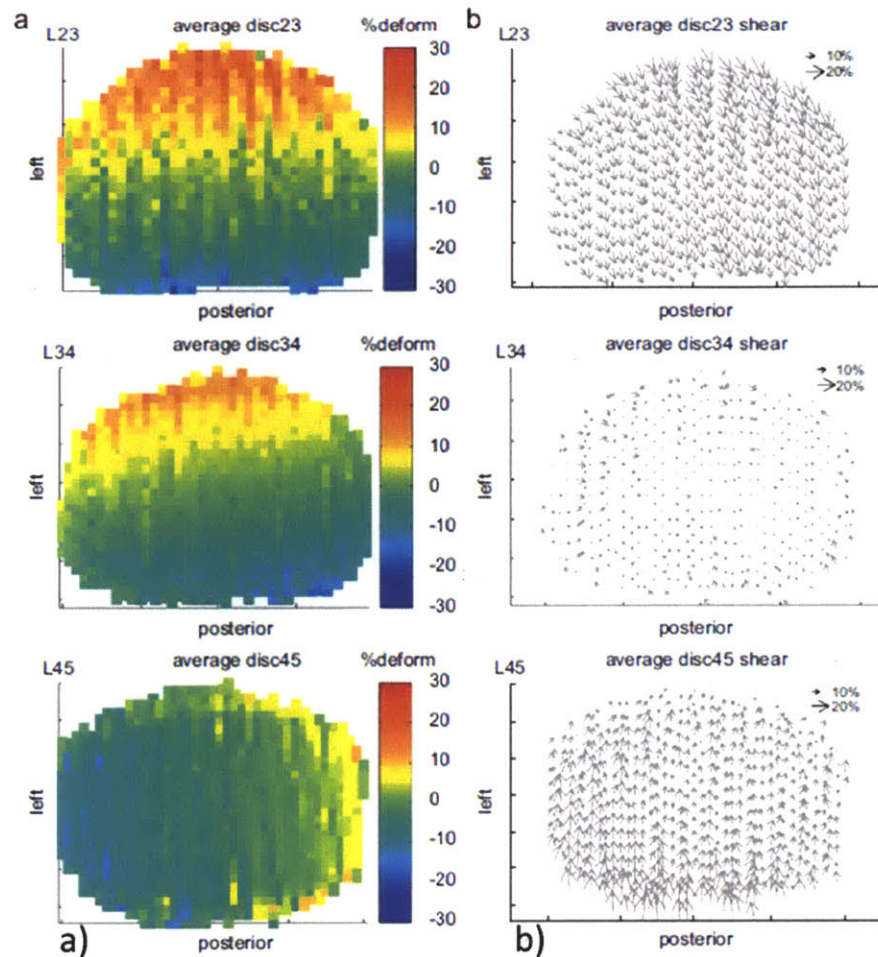 a
b
L23 average disc23 %deform
30
20
10
0
-10
-20
-30
left
posterior
L23 average disc23 shear
10%
20%
left
posterior
L34 average disc34 %deform
30
20
10
0
-10
-20
-30
left
posterior
L34 average disc34 shear
10%
20%
left
posterior
L45 average disc45 %deform
30
20
10
0
-10
-20
-30
left
posterior
a)
L45 average disc45 shear
10%
20%
left
posterior
b)